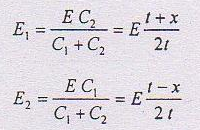 E₁ = E C₂ / (C₁ + C₂) = E (t + x) / 2t
E₂ = E C₁ / (C₁ + C₂) = E (t − x) / 2t